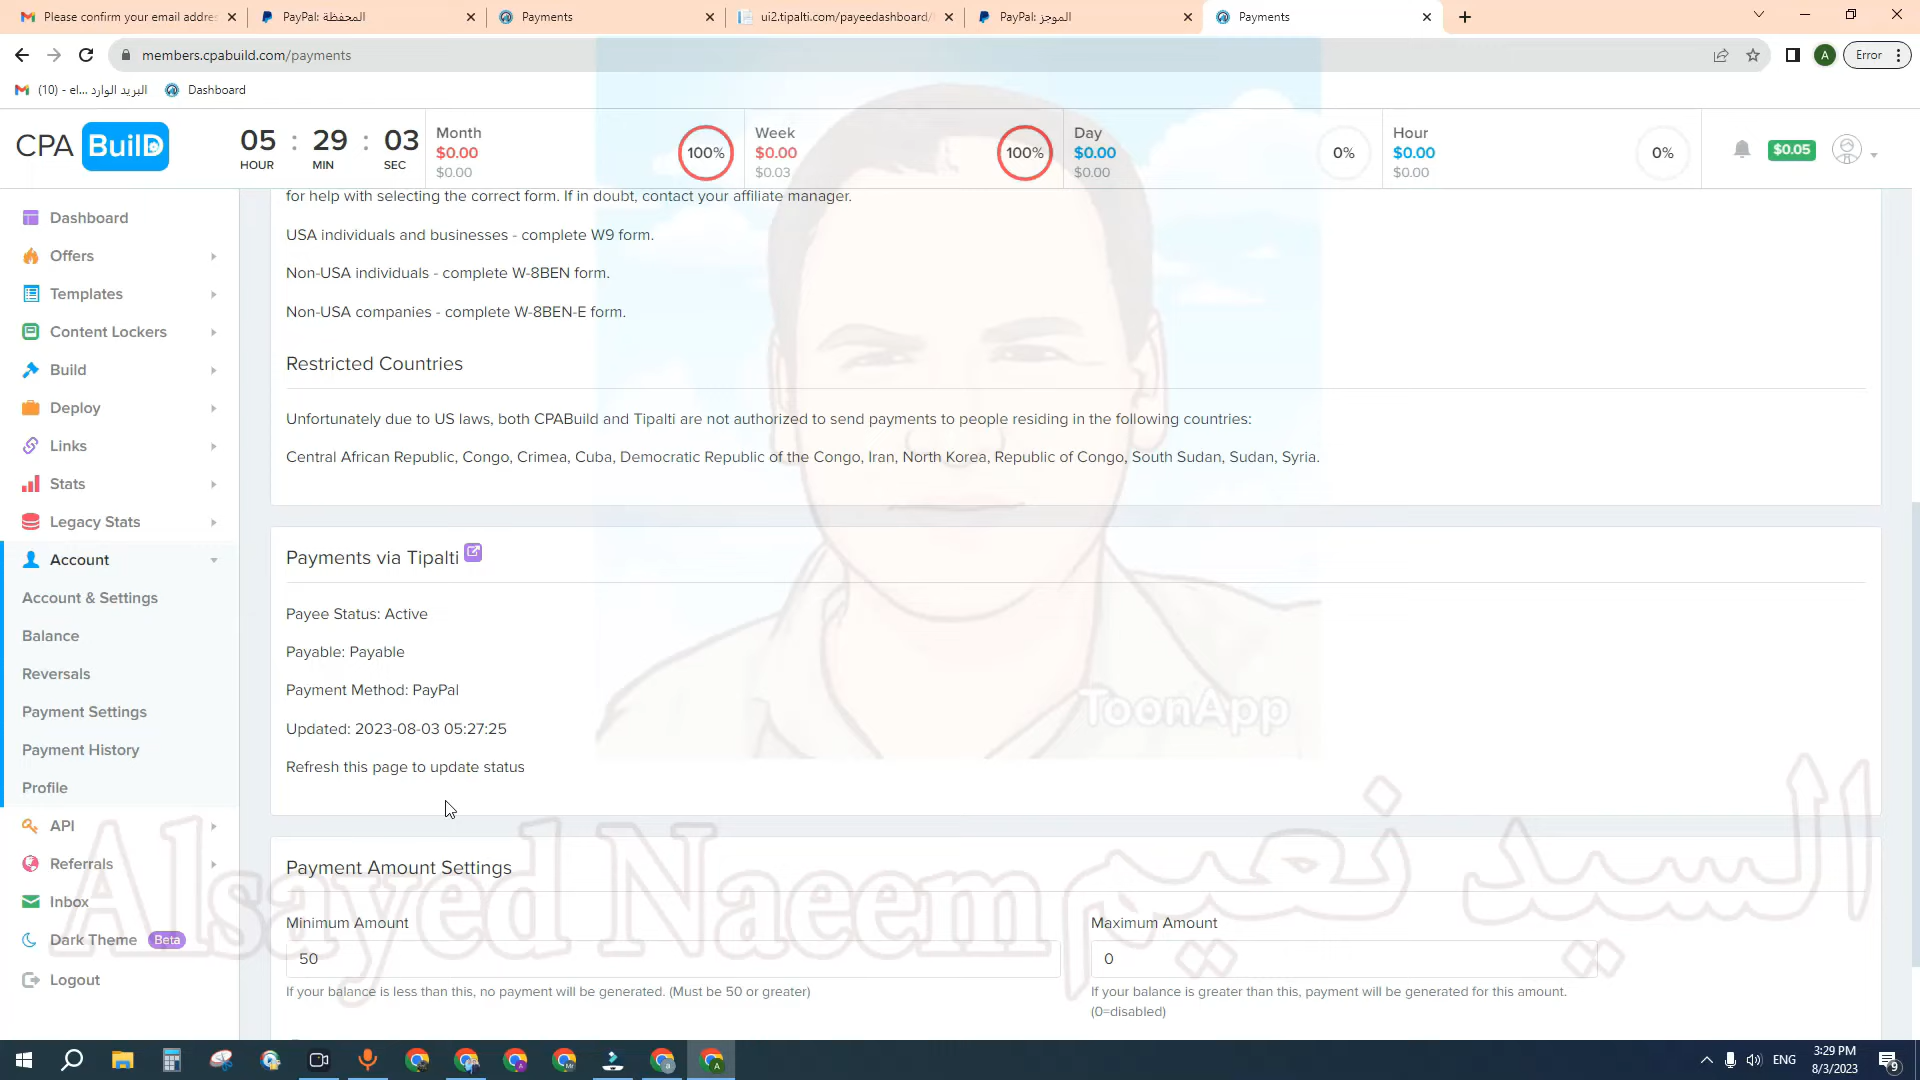 Please confirm your email addre
PayPal: المحفظة
Payments
ui2.tipalti.com/payeedashboard/
PayPal: الموجز
Payments
members.cpabuild.com/payments
A
Error
(10) - el... البريد الوارد
Dashboard
CPA BuilD
05 : 29 : 03
HOUR MIN SEC
Month
$0.00
$0.00
100%
Week
$0.00
$0.03
100%
Day
$0.00
$0.00
0%
Hour
$0.00
$0.00
0%
$0.05
Dashboard
Offers
Templates
Content Lockers
Build
Deploy
Links
Stats
Legacy Stats
Account
Account & Settings
Balance
Reversals
Payment Settings
Payment History
Profile
API
Referrals
Inbox
Dark Theme Beta
Logout
for help with selecting the correct form. If in doubt, contact your affiliate manager.
USA individuals and businesses - complete W9 form.
Non-USA individuals - complete W-8BEN form.
Non-USA companies - complete W-8BEN-E form.
Restricted Countries
Unfortunately due to US laws, both CPABuild and Tipalti are not authorized to send payments to people residing in the following countries:
Central African Republic, Congo, Crimea, Cuba, Democratic Republic of the Congo, Iran, North Korea, Republic of Congo, South Sudan, Sudan, Syria.
Payments via Tipalti
Payee Status: Active
Payable: Payable
Payment Method: PayPal
Updated: 2023-08-03 05:27:25
Refresh this page to update status
ToonApp
Payment Amount Settings
Minimum Amount
50
If your balance is less than this, no payment will be generated. (Must be 50 or greater)
Maximum Amount
0
If your balance is greater than this, payment will be generated for this amount.
(0=disabled)
Alsayed Naeem السيد نعيم
ENG
3:29 PM
8/3/2023
9